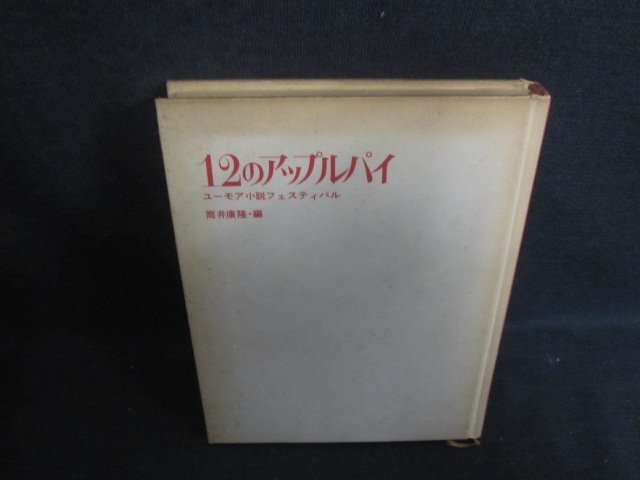 12のアップルパイ
ユーモア小説フェスティバル
筒井康隆・編